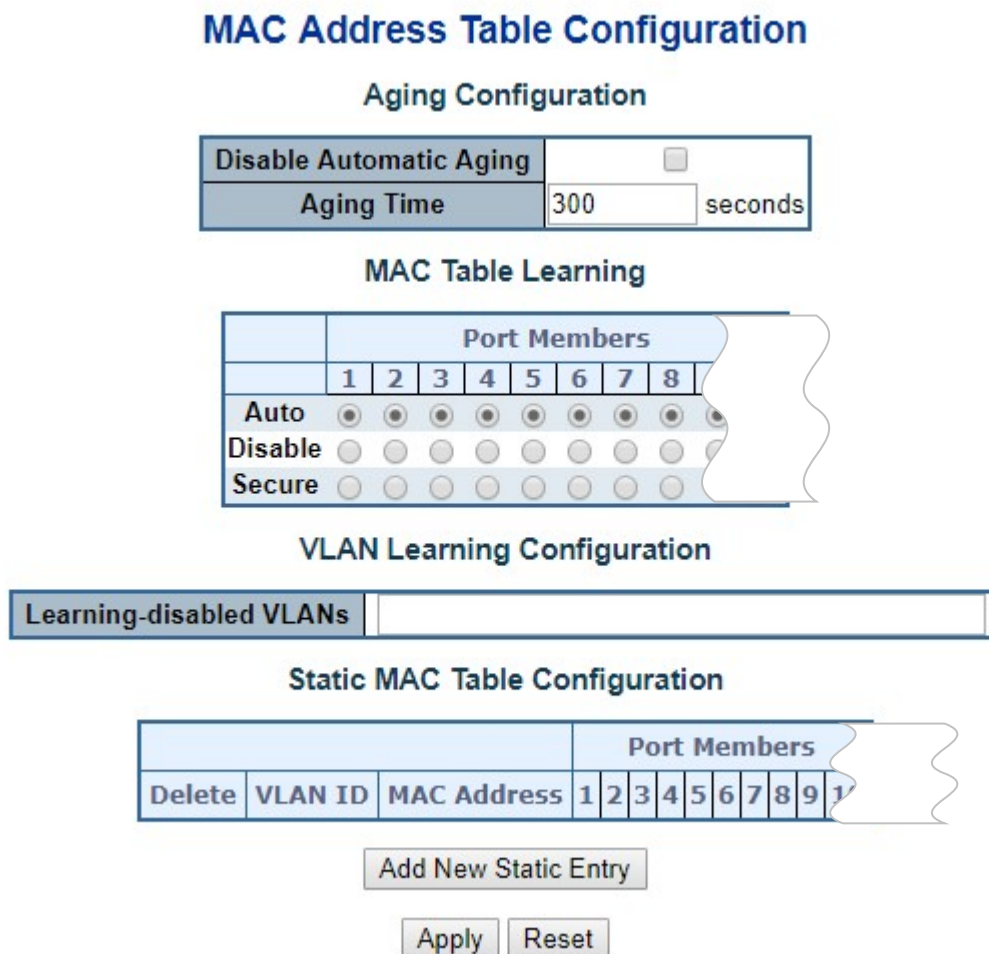 MAC Address Table Configuration
Aging Configuration
Disable Automatic Aging
Aging Time 300 seconds
MAC Table Learning
Port Members
1 2 3 4 5 6 7 8
Auto
Disable
Secure
VLAN Learning Configuration
Learning-disabled VLANs
Static MAC Table Configuration
Port Members
Delete VLAN ID MAC Address 1 2 3 4 5 6 7 8 9
Add New Static Entry
Apply Reset